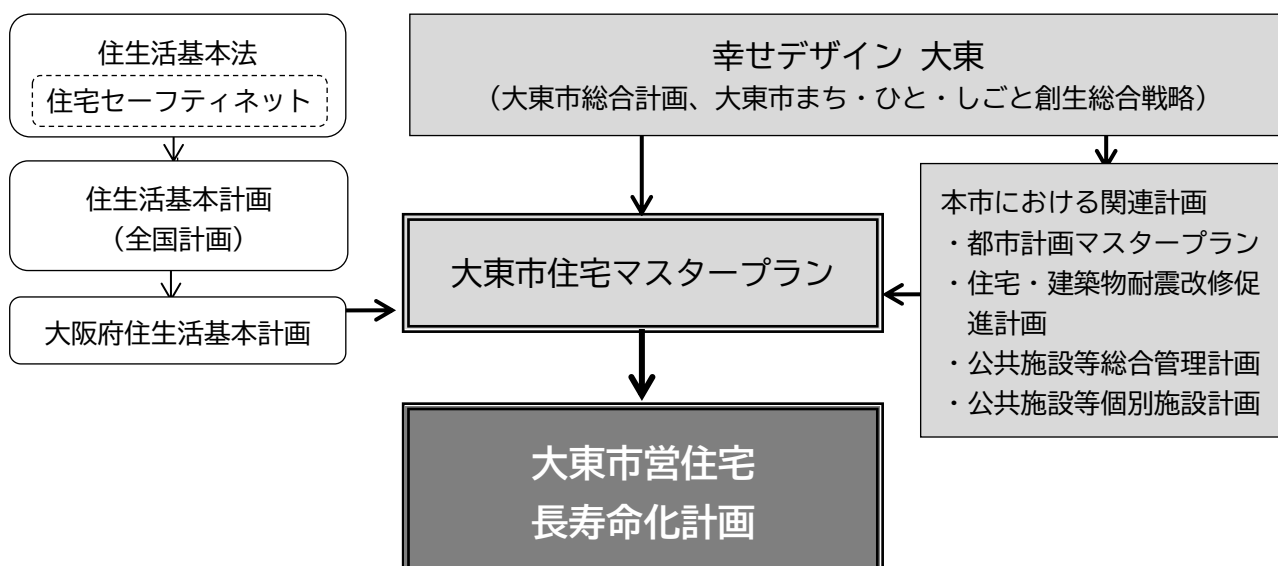 住生活基本法
住宅セーフティネット
住生活基本計画
（全国計画）
大阪府住生活基本計画
幸せデザイン 大東
（大東市総合計画、大東市まち・ひと・しごと創生総合戦略）
大東市住宅マスタープラン
本市における関連計画
・都市計画マスタープラン
・住宅・建築物耐震改修促
進計画
・公共施設等総合管理計画
・公共施設等個別施設計画
大東市営住宅
長寿命化計画